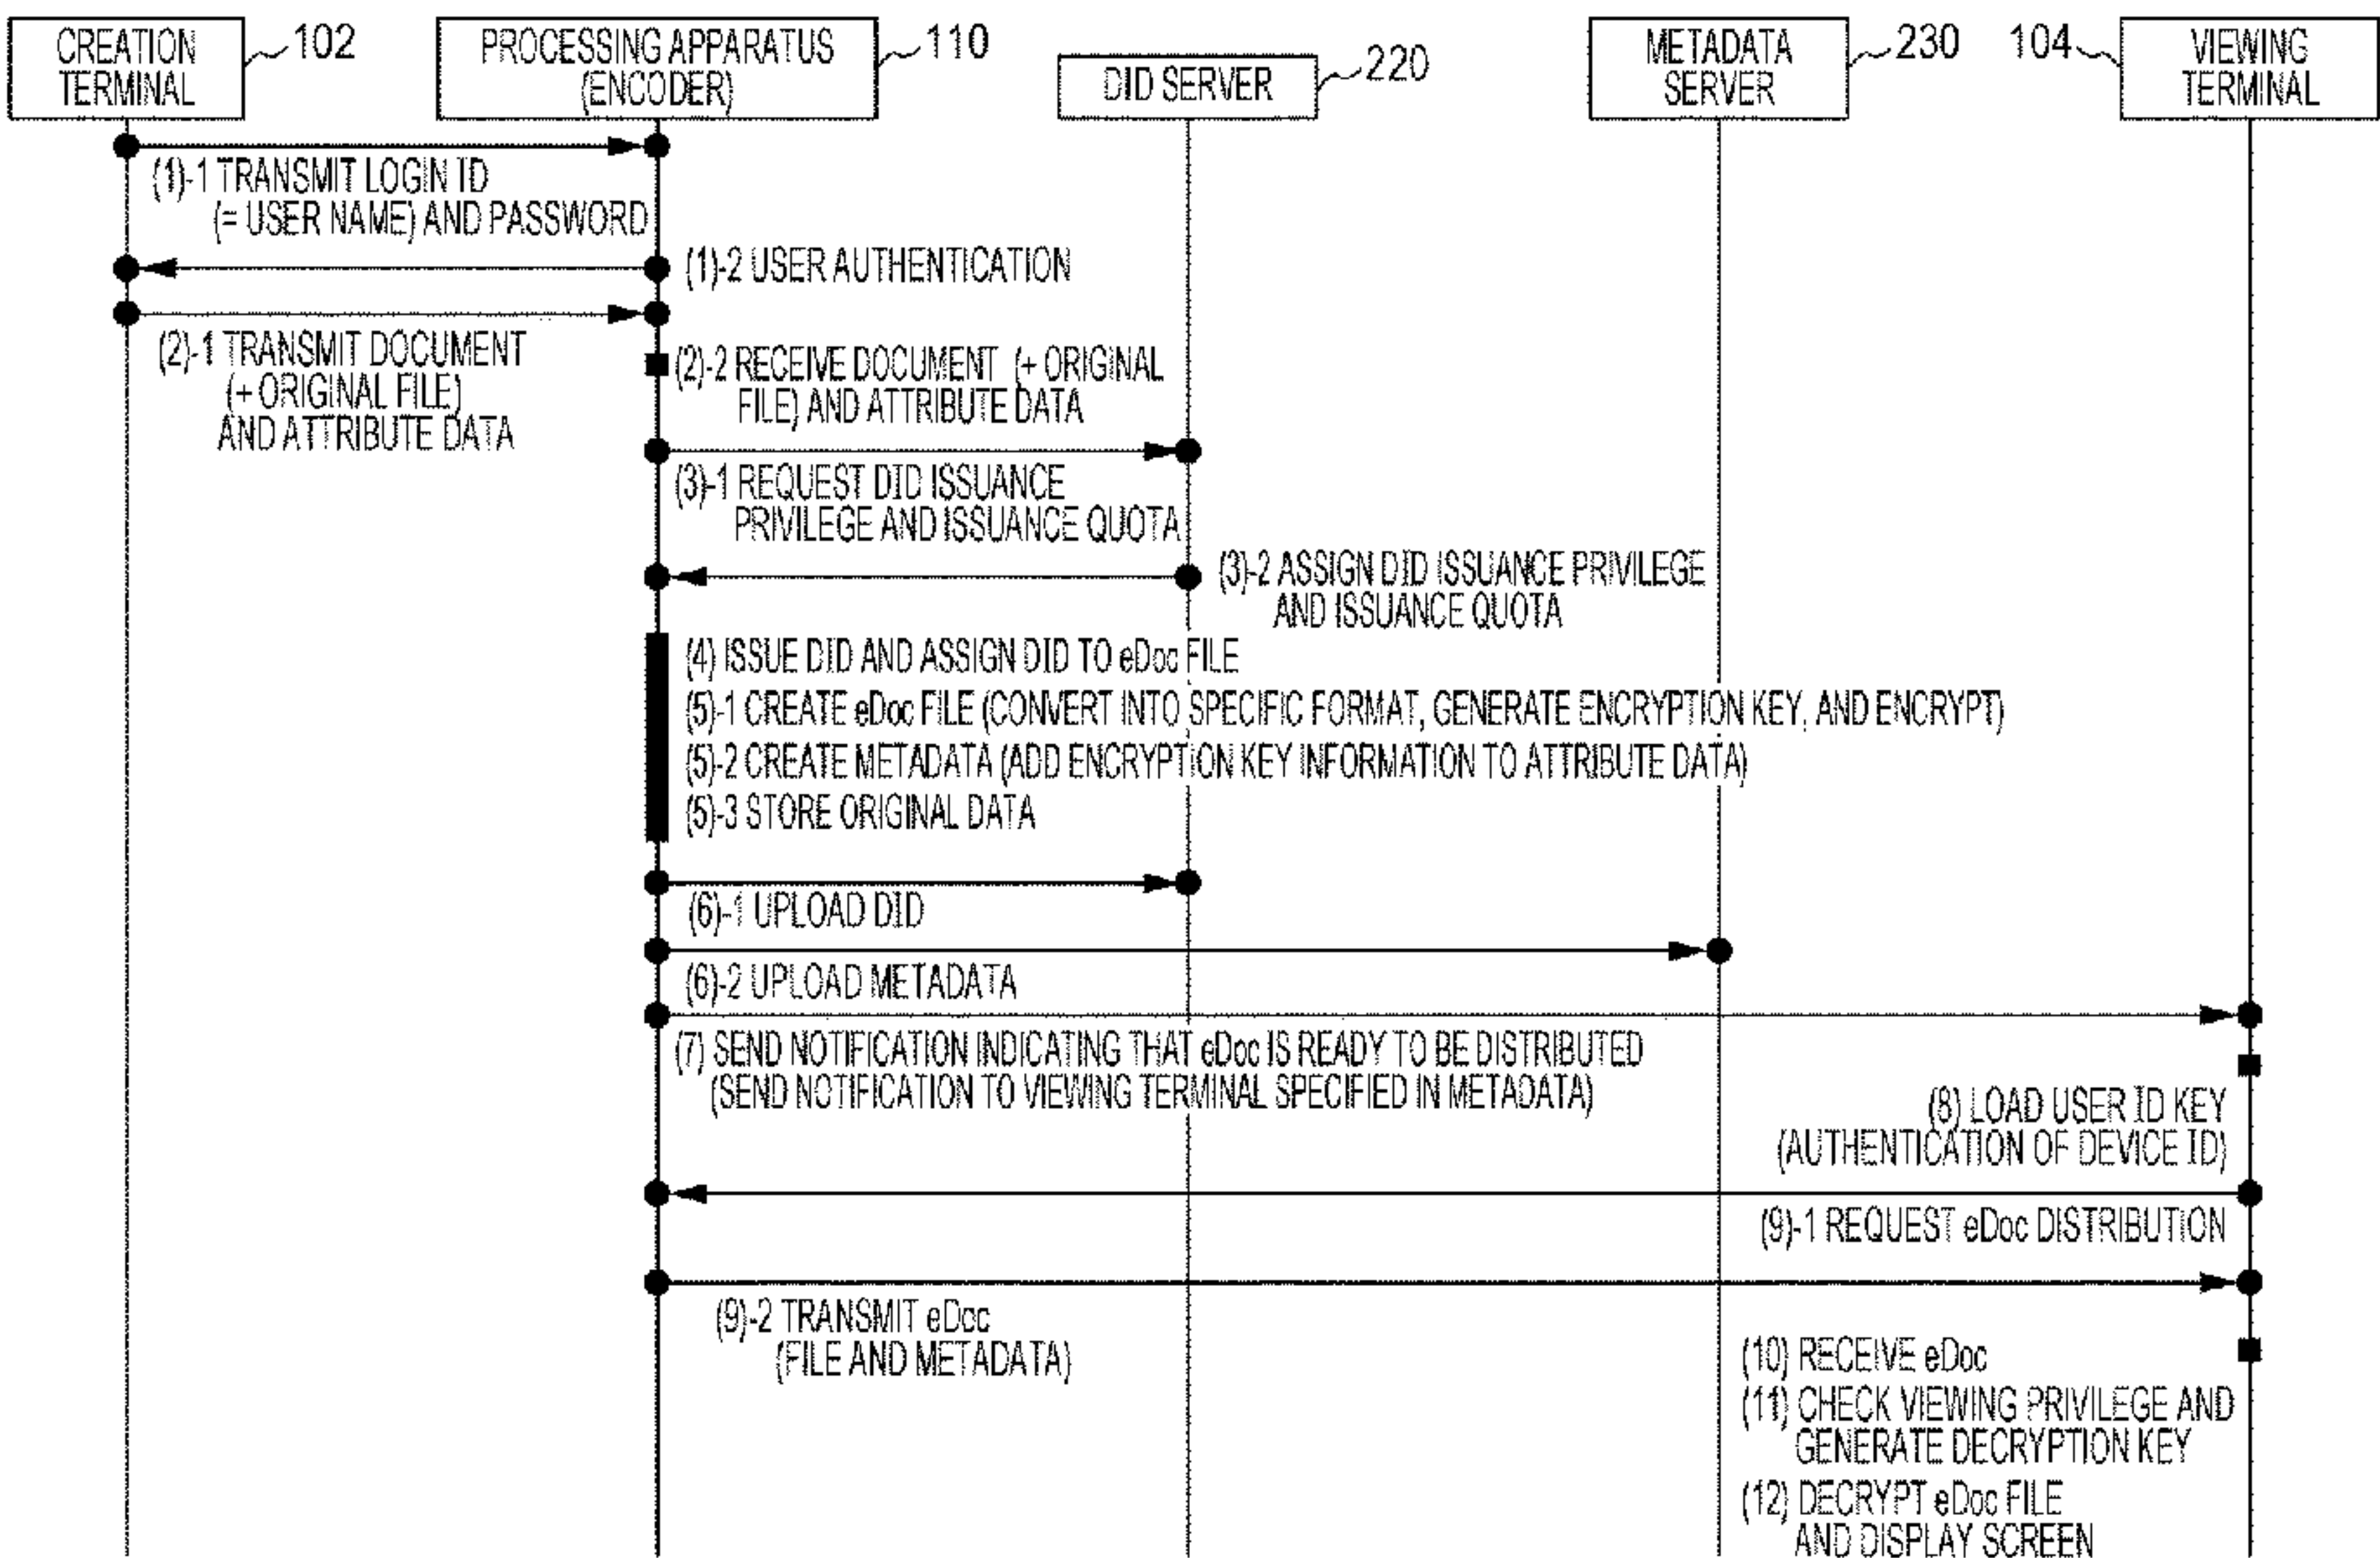 CREATION
TERMINAL
102
PROCESSING APPARATUS
(ENCODER)
110
DID SERVER
220
METADATA
SERVER
230
104
VIEWING
TERMINAL
(1)-1 TRANSMIT LOGIN ID
(= USER NAME) AND PASSWORD
(1)-2 USER AUTHENTICATION
(2)-1 TRANSMIT DOCUMENT
(+ ORIGINAL FILE)
AND ATTRIBUTE DATA
(2)-2 RECEIVE DOCUMENT (+ ORIGINAL
FILE) AND ATTRIBUTE DATA
(3)-1 REQUEST DID ISSUANCE
PRIVILEGE AND ISSUANCE QUOTA
(3)-2 ASSIGN DID ISSUANCE PRIVILEGE
AND ISSUANCE QUOTA
(4) ISSUE DID AND ASSIGN DID TO eDoc FILE
(5)-1 CREATE eDoc FILE (CONVERT INTO SPECIFIC FORMAT, GENERATE ENCRYPTION KEY, AND ENCRYPT)
(5)-2 CREATE METADATA (ADD ENCRYPTION KEY INFORMATION TO ATTRIBUTE DATA)
(5)-3 STORE ORIGINAL DATA
(6)-1 UPLOAD DID
(6)-2 UPLOAD METADATA
(7) SEND NOTIFICATION INDICATING THAT eDoc IS READY TO BE DISTRIBUTED
(SEND NOTIFICATION TO VIEWING TERMINAL SPECIFIED IN METADATA)
(8) LOAD USER ID KEY
(AUTHENTICATION OF DEVICE ID)
(9)-1 REQUEST eDoc DISTRIBUTION
(9)-2 TRANSMIT eDoc
(FILE AND METADATA)
(10) RECEIVE eDoc
(11) CHECK VIEWING PRIVILEGE AND
GENERATE DECRYPTION KEY
(12) DECRYPT eDoc FILE
AND DISPLAY SCREEN